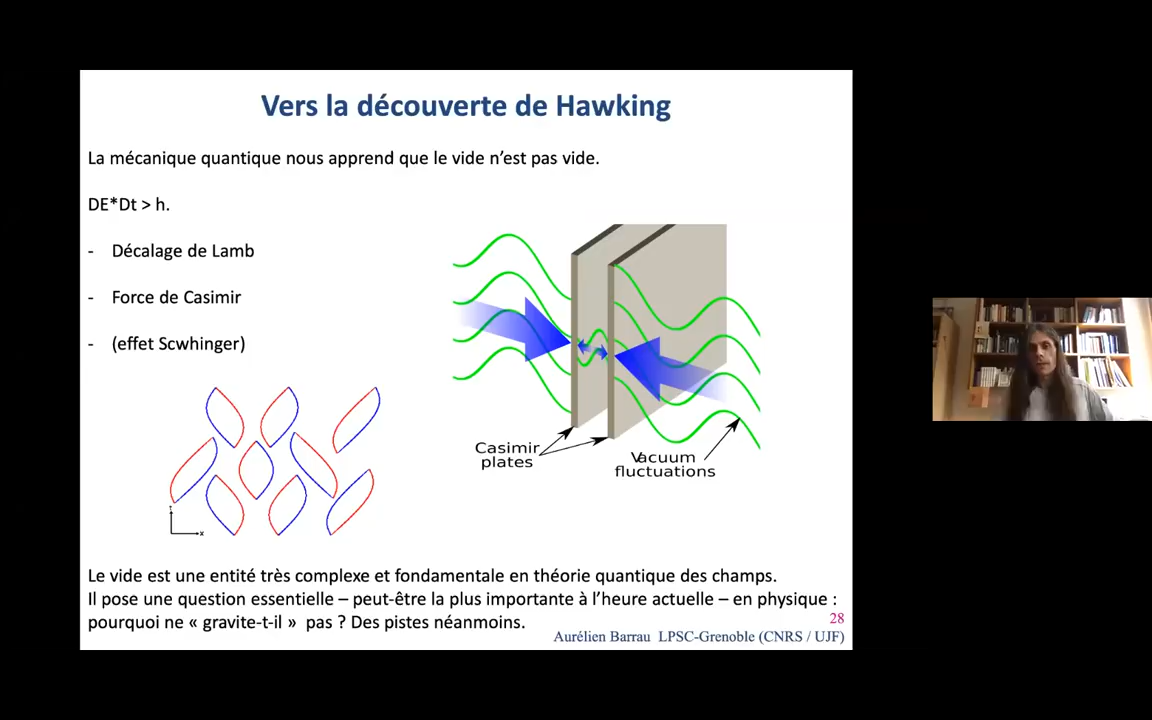 Vers la découverte de Hawking
La mécanique quantique nous apprend que le vide n’est pas vide.
DE*Dt > h.
- Décalage de Lamb
- Force de Casimir
- (effet Scwhinger)
Casimir
plates
Vacuum
fluctuations
T
x
Le vide est une entité très complexe et fondamentale en théorie quantique des champs.
Il pose une question essentielle – peut-être la plus importante à l’heure actuelle – en physique :
pourquoi ne « gravite-t-il » pas ? Des pistes néanmoins.
28
Aurélien Barrau LPSC-Grenoble (CNRS / UJF)